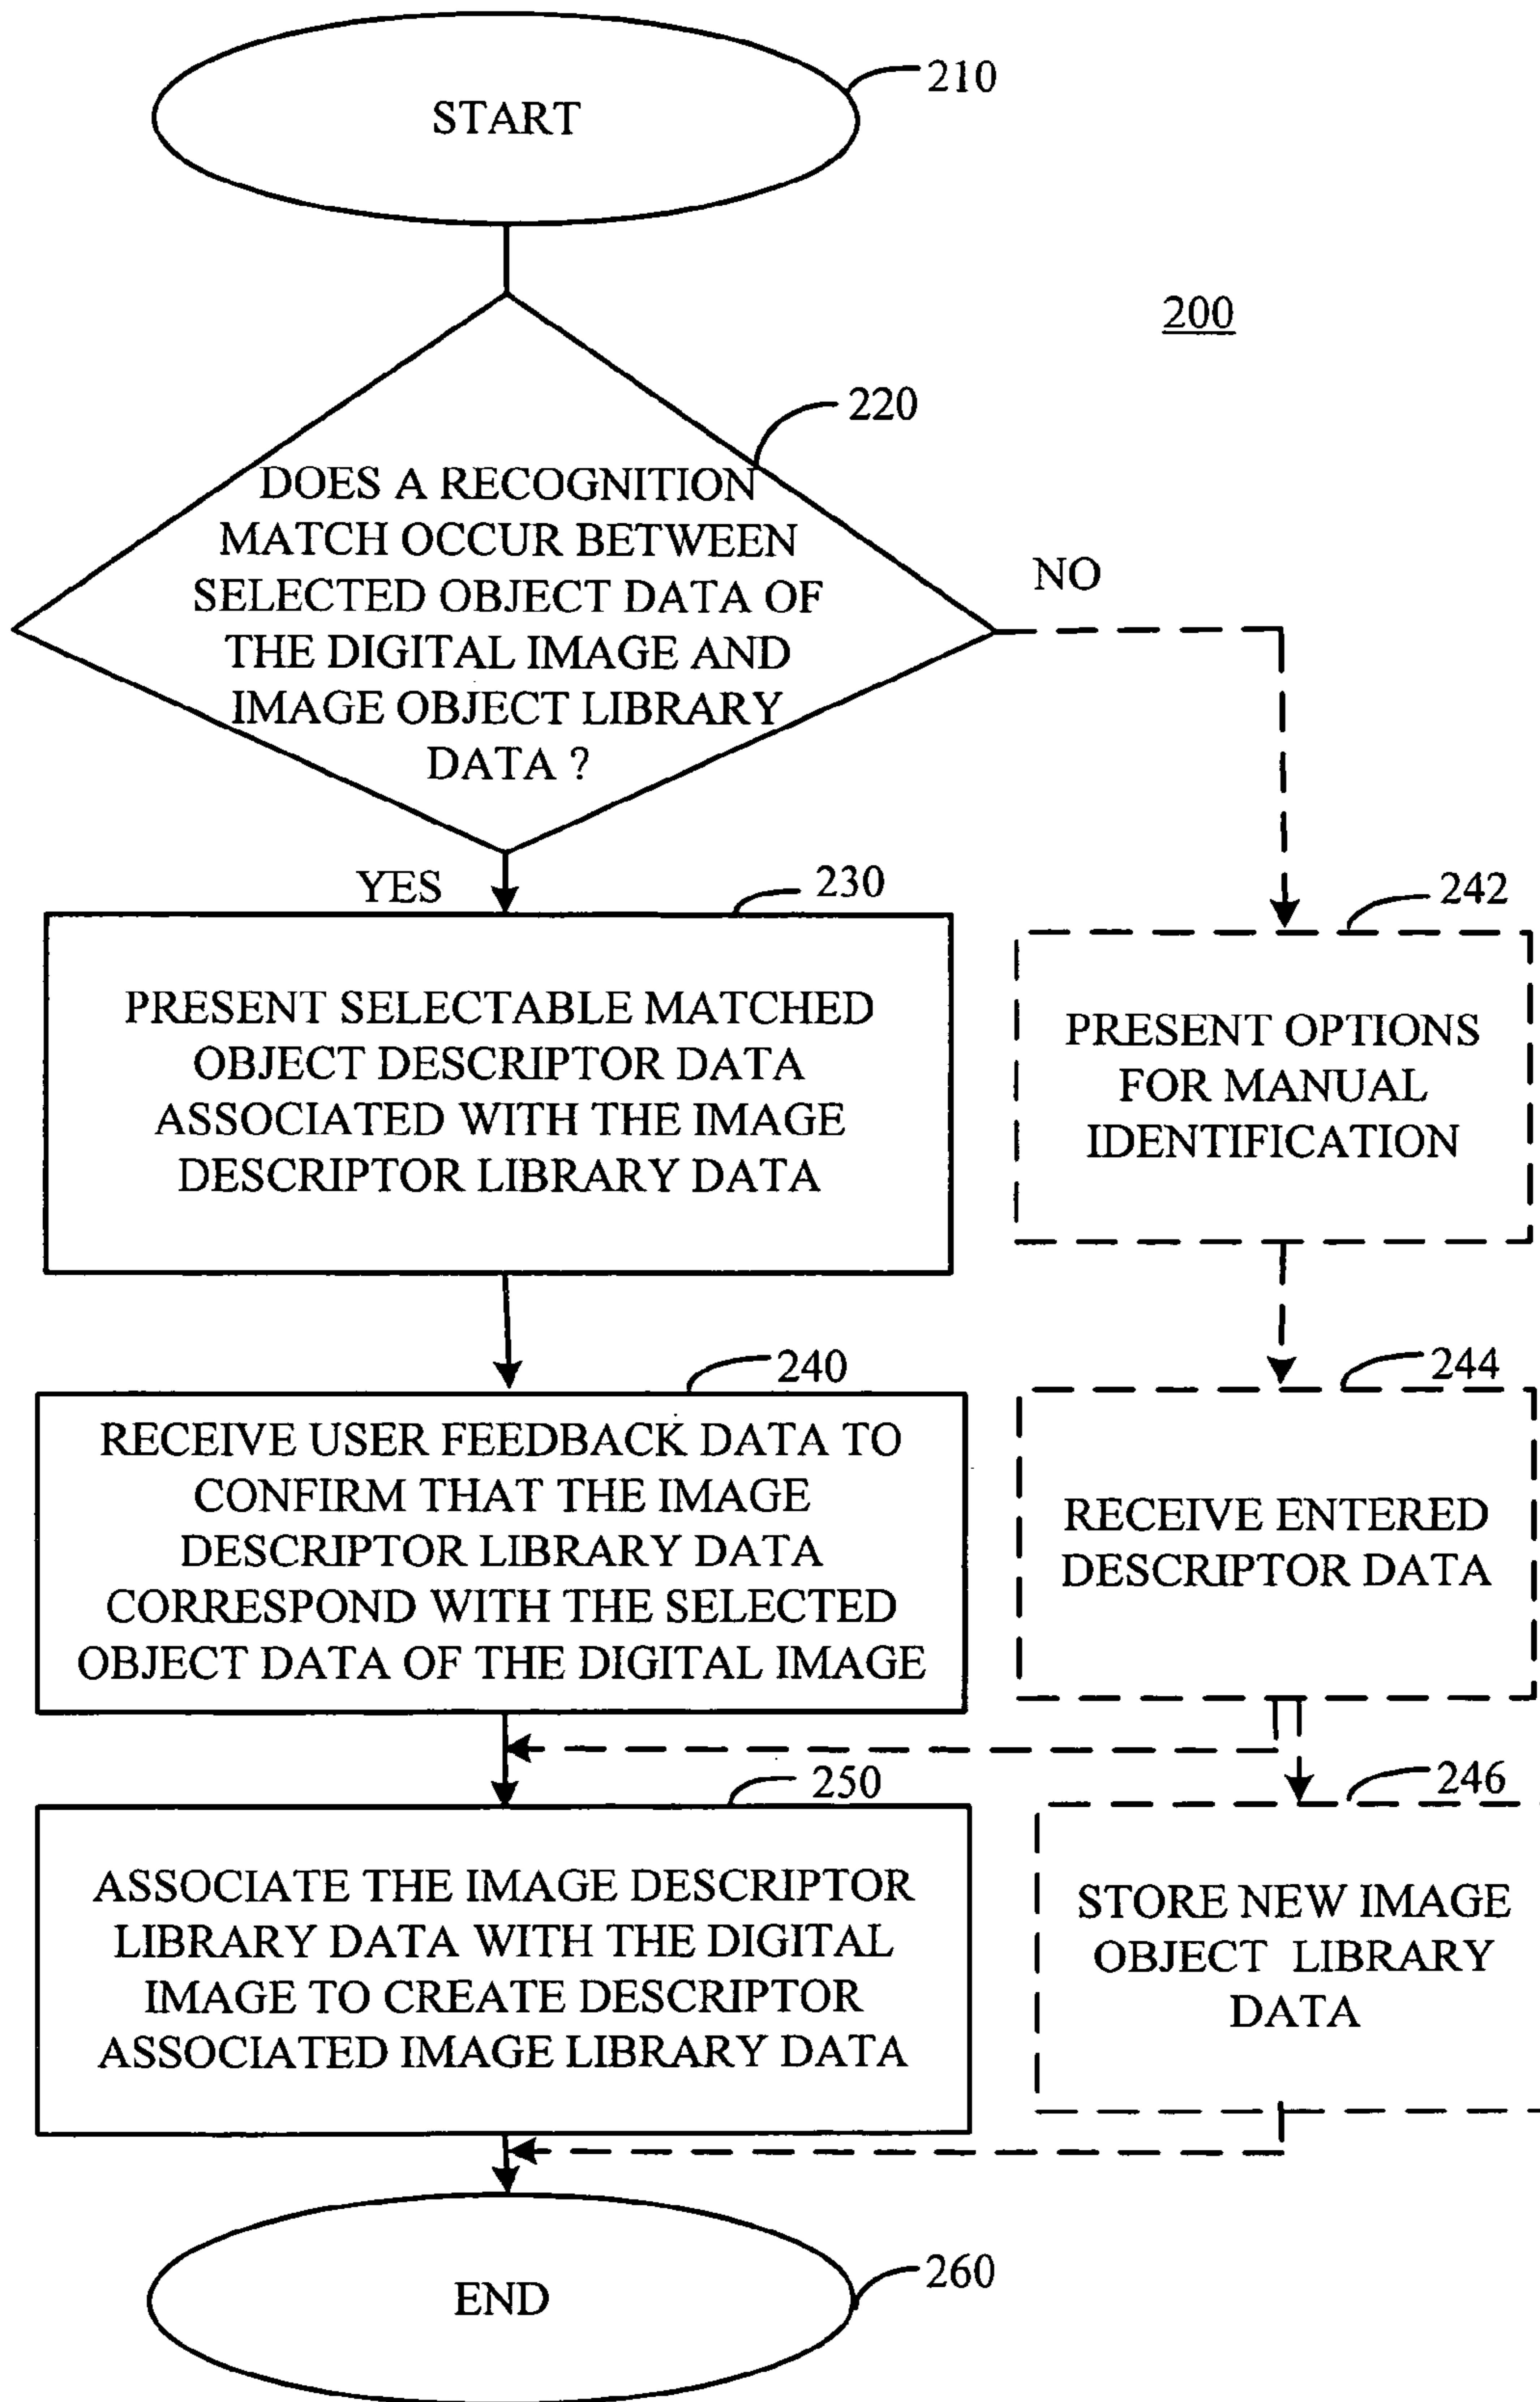 START
210
200
220
DOES A RECOGNITION
MATCH OCCUR BETWEEN
SELECTED OBJECT DATA OF
THE DIGITAL IMAGE AND
IMAGE OBJECT LIBRARY
DATA ?
NO
YES
230
PRESENT SELECTABLE MATCHED
OBJECT DESCRIPTOR DATA
ASSOCIATED WITH THE IMAGE
DESCRIPTOR LIBRARY DATA
242
PRESENT OPTIONS
FOR MANUAL
IDENTIFICATION
240
RECEIVE USER FEEDBACK DATA TO
CONFIRM THAT THE IMAGE
DESCRIPTOR LIBRARY DATA
CORRESPOND WITH THE SELECTED
OBJECT DATA OF THE DIGITAL IMAGE
244
RECEIVE ENTERED
DESCRIPTOR DATA
250
ASSOCIATE THE IMAGE DESCRIPTOR
LIBRARY DATA WITH THE DIGITAL
IMAGE TO CREATE DESCRIPTOR
ASSOCIATED IMAGE LIBRARY DATA
246
STORE NEW IMAGE
OBJECT LIBRARY
DATA
END
260